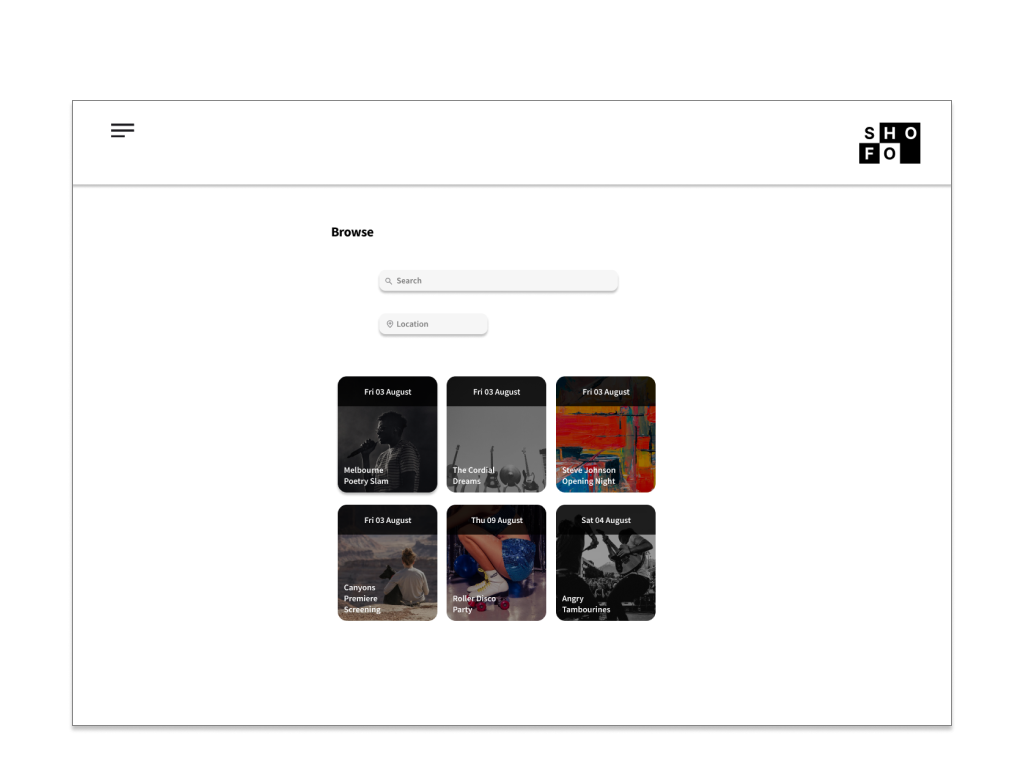 SHO
FO
Browse
Search
Location
Fri 03 August
Melbourne
Poetry Slam
Fri 03 August
The Cordial
Dreams
Fri 03 August
Steve Johnson
Opening Night
Fri 03 August
Canyons
Premiere
Screening
Thu 09 August
Roller Disco
Party
Sat 04 August
Angry
Tambourines